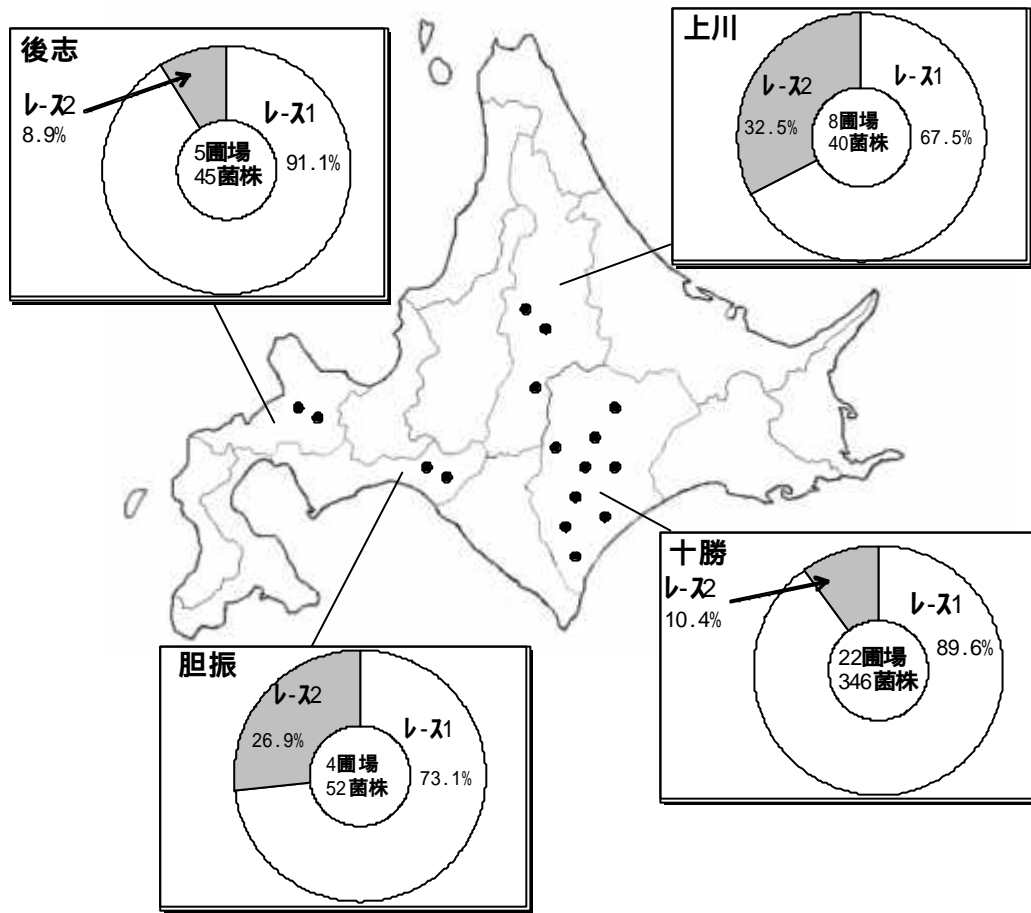 後志
レース2
8.9%
レース1
91.1%
5圃場
45菌株
上川
レース2
32.5%
レース1
67.5%
8圃場
40菌株
胆振
レース2
26.9%
レース1
73.1%
4圃場
52菌株
十勝
レース2
10.4%
レース1
89.6%
22圃場
346菌株